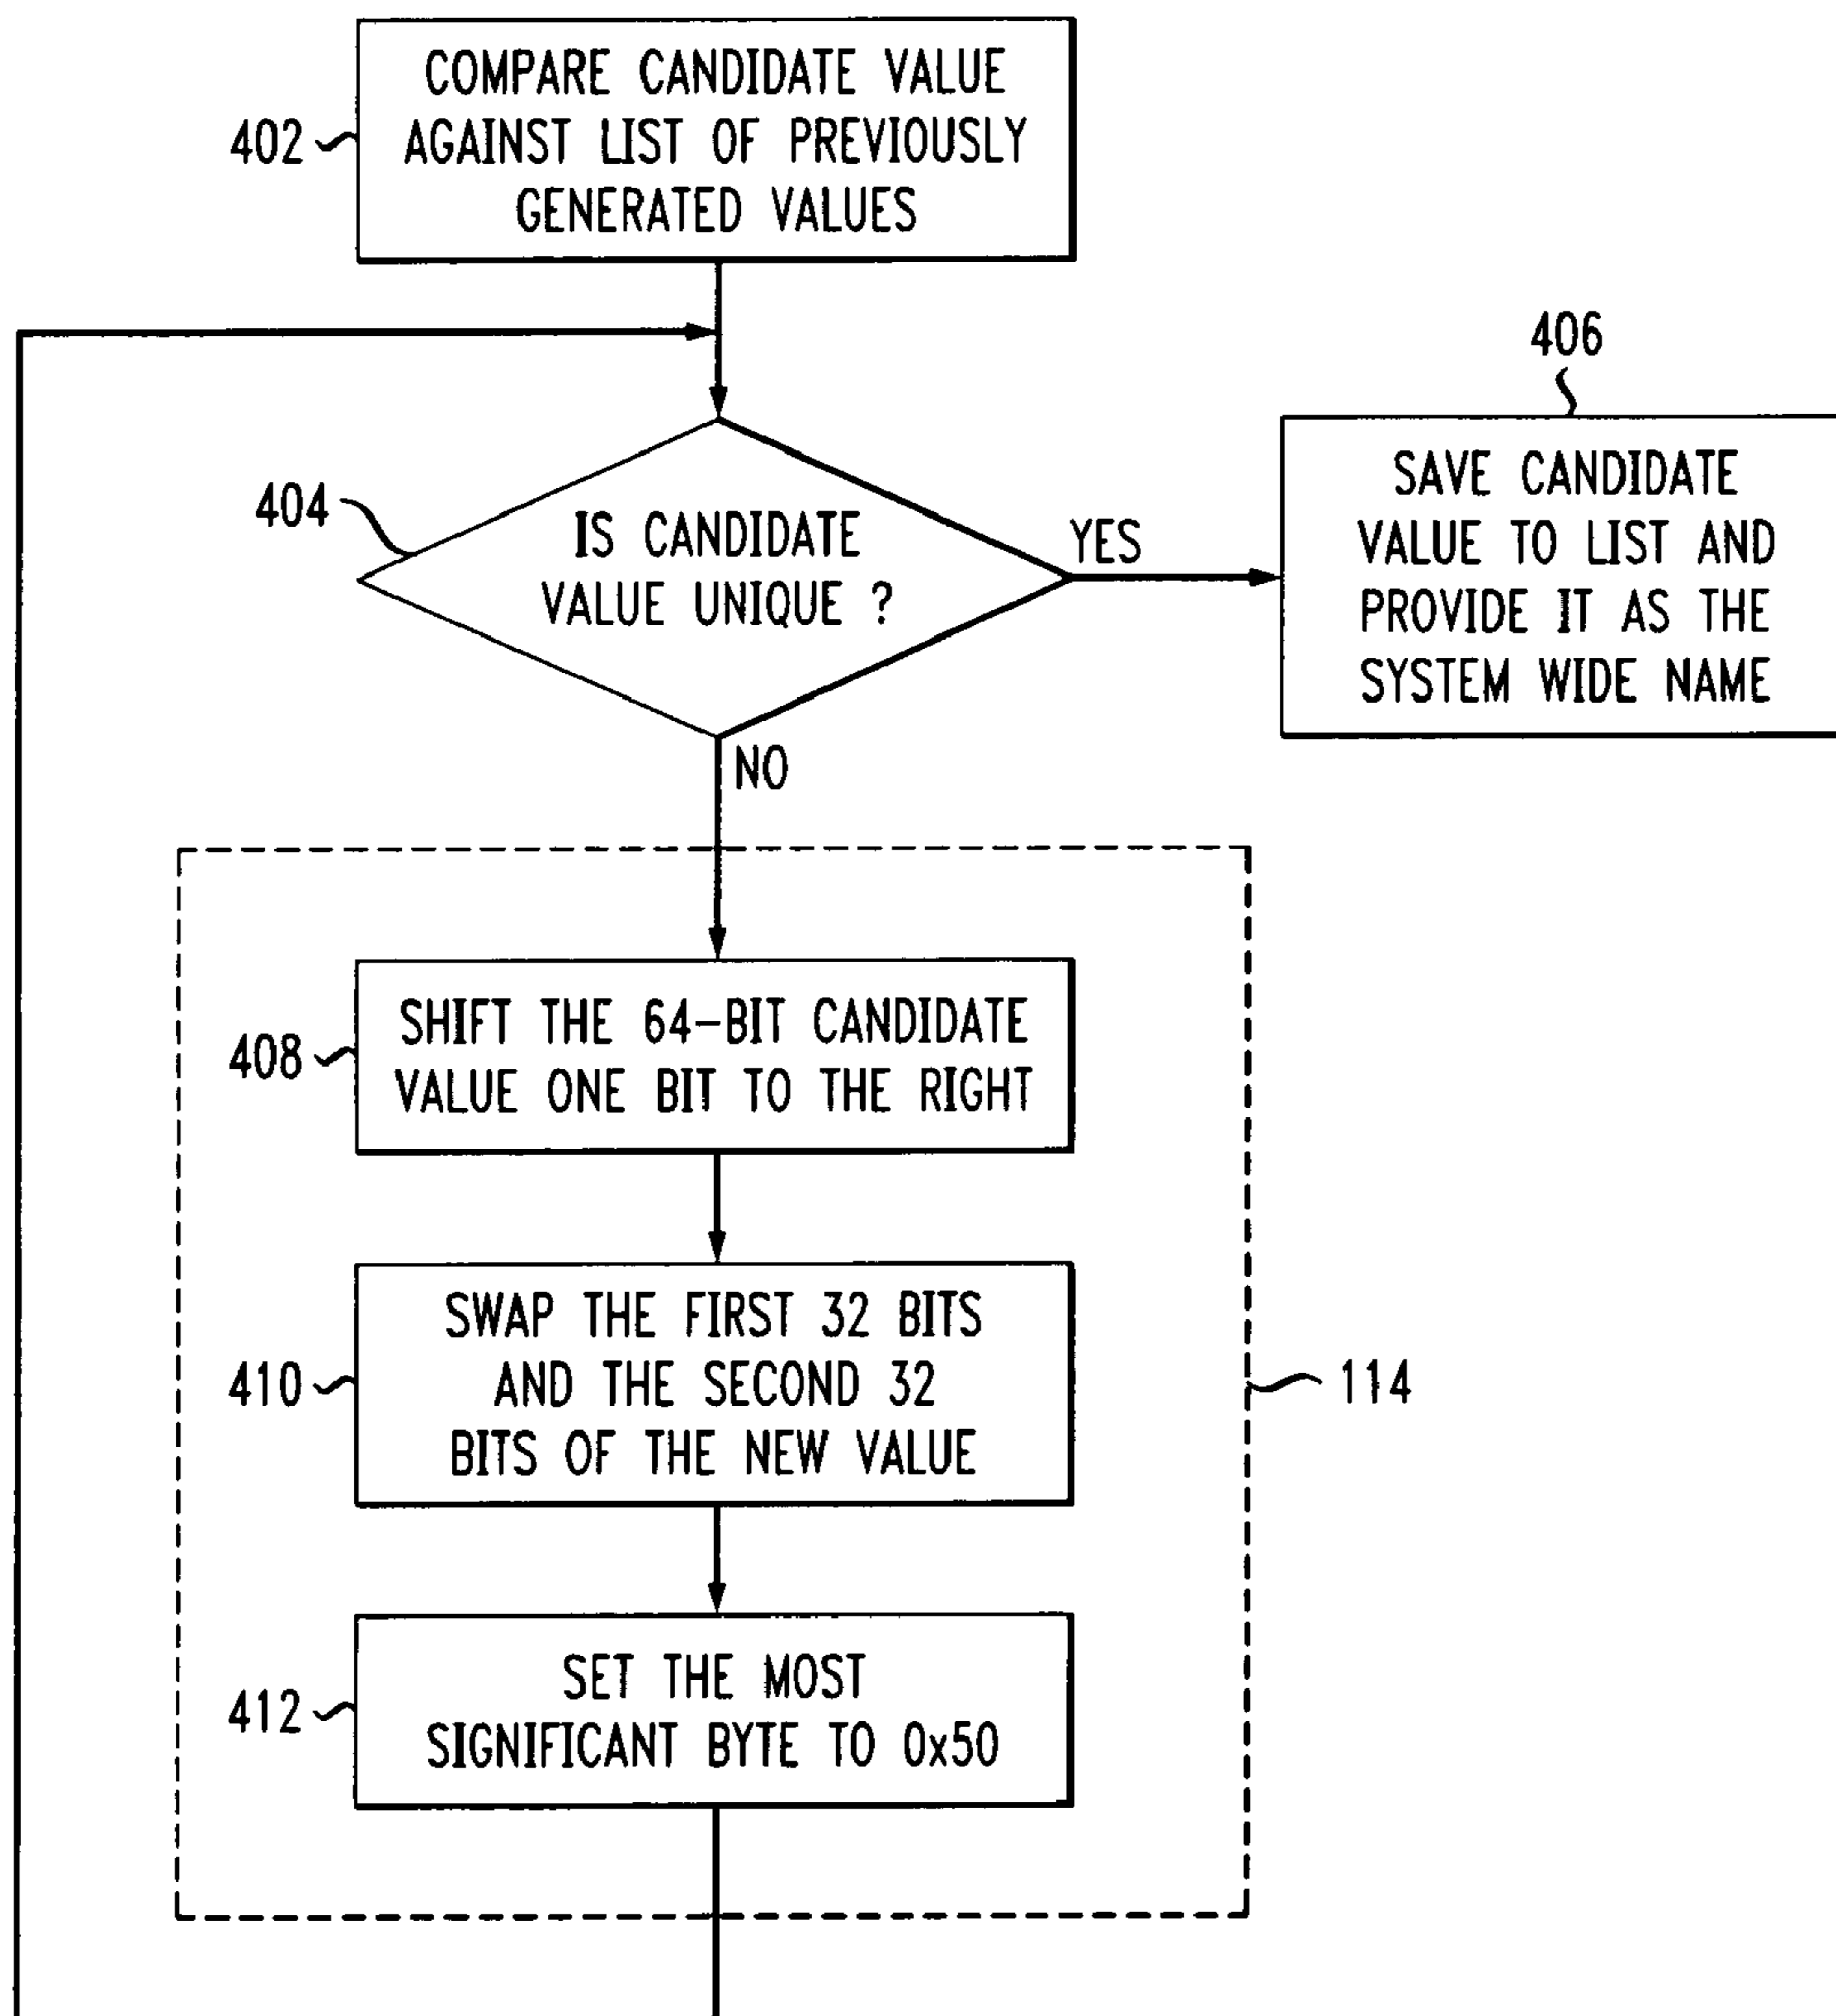 COMPARE CANDIDATE VALUE
AGAINST LIST OF PREVIOUSLY
GENERATED VALUES
402
406
SAVE CANDIDATE
VALUE TO LIST AND
PROVIDE IT AS THE
SYSTEM WIDE NAME
404
IS CANDIDATE
VALUE UNIQUE ?
YES
NO
408
SHIFT THE 64-BIT CANDIDATE
VALUE ONE BIT TO THE RIGHT
410
SWAP THE FIRST 32 BITS
AND THE SECOND 32
BITS OF THE NEW VALUE
114
412
SET THE MOST
SIGNIFICANT BYTE TO 0x50